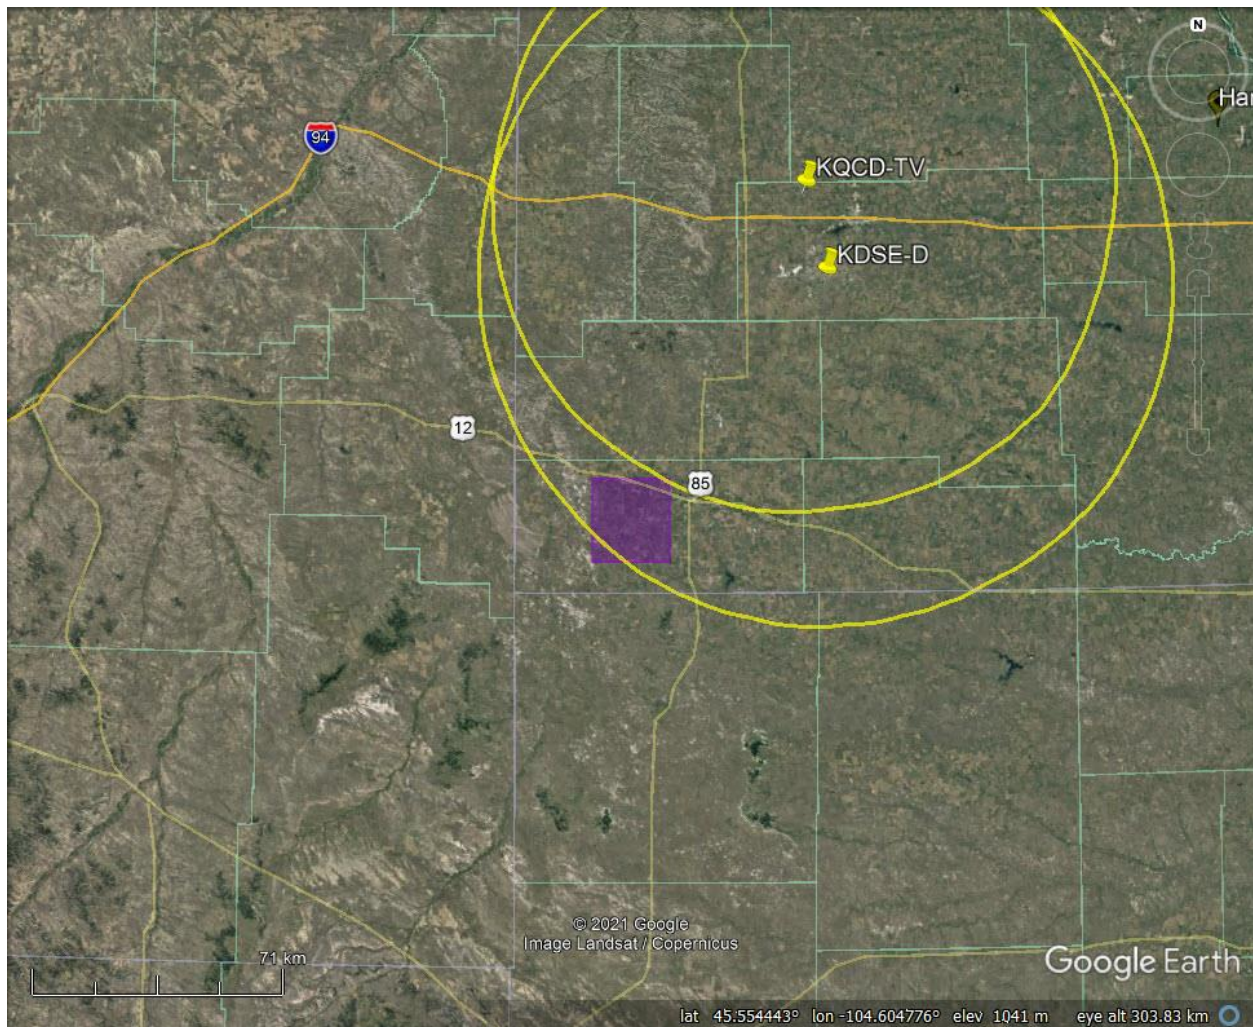 N
Har
94
KQCD-TV
KDSE-D
12
85
© 2021 Google
Image Landsat / Copernicus
71 km
Google Earth
lat 45.554443° lon -104.604776° elev 1041 m eye alt 303.83 km